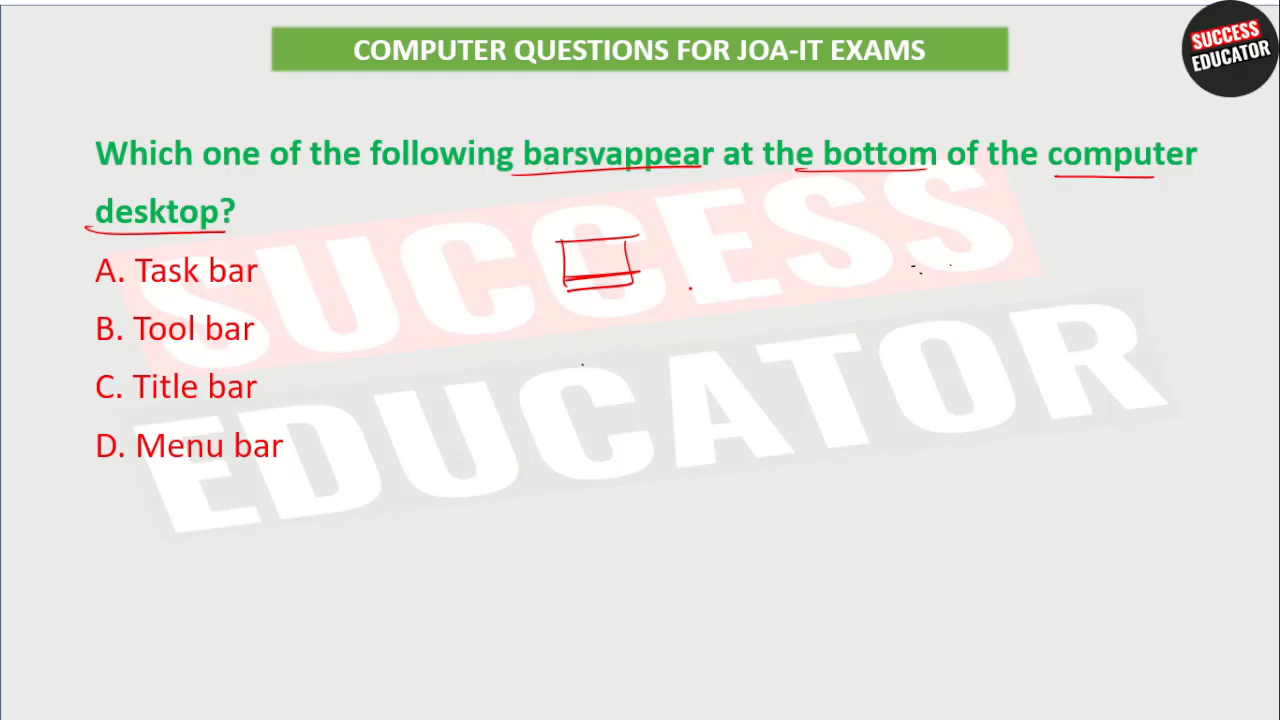 COMPUTER QUESTIONS FOR JOA-IT EXAMS
SUCCESS
EDUCATOR
Which one of the following barsvappear at the bottom of the computer
desktop?
A. Task bar
B. Tool bar
C. Title bar
D. Menu bar
SUCCESS
EDUCATOR